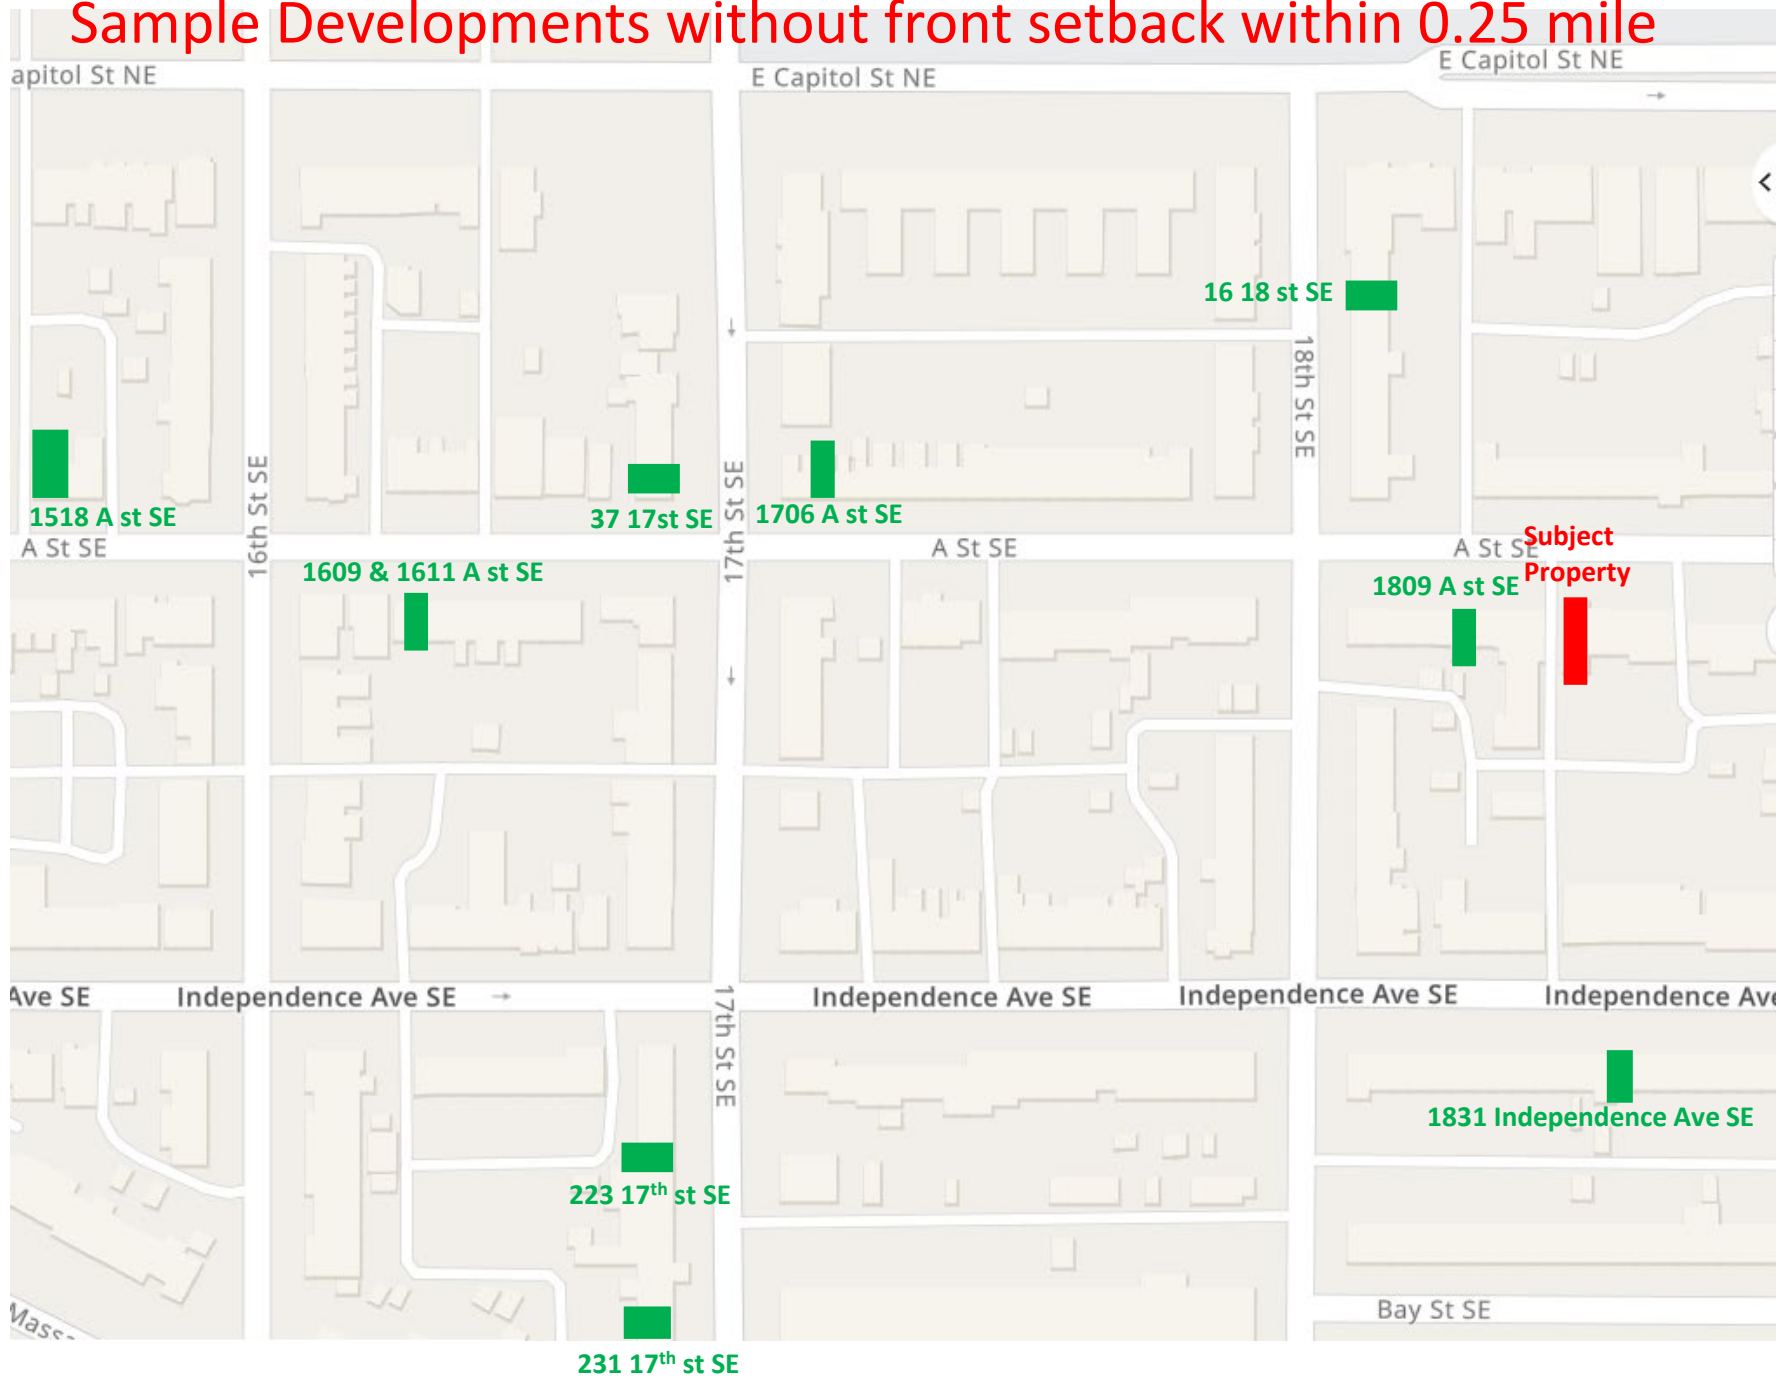 Sample Developments without front setback within 0.25 mile
apitol St NE
E Capitol St NE
E Capitol St NE
16 18 st SE
18th St SE
16th St SE
17th St SE
1518 A st SE
37 17st SE
1706 A st SE
A St SE
A St SE
A St SE
Subject
Property
1609 & 1611 A st SE
1809 A st SE
Ave SE
Independence Ave SE
Independence Ave SE
Independence Ave SE
Independence Ave
17th St SE
1831 Independence Ave SE
223 17th st SE
Bay St SE
Mass
231 17th st SE